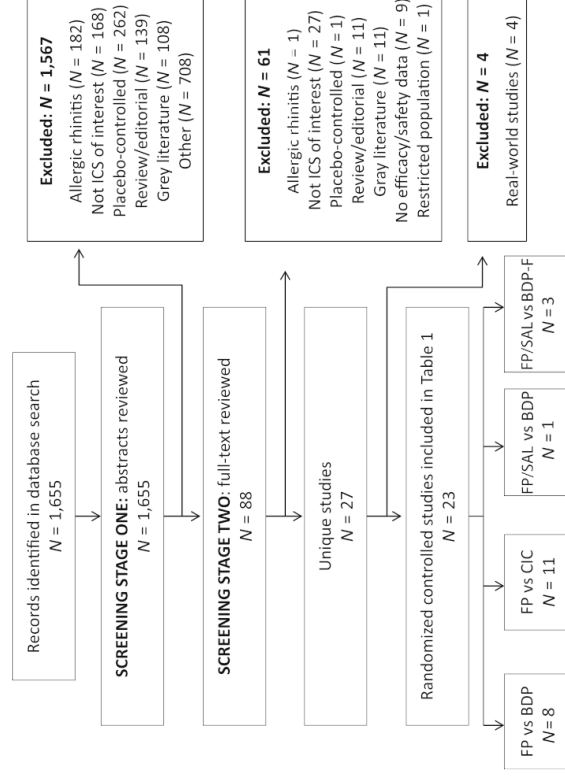 Records identified in database search
N = 1,655
SCREENING STAGE ONE: abstracts reviewed
N = 1,655
Excluded: N = 1,567
Allergic rhinitis (N = 182)
Not ICS of interest (N = 168)
Placebo-controlled (N = 262)
Review/editorial (N = 139)
Grey literature (N = 108)
Other (N = 708)
SCREENING STAGE TWO: full-text reviewed
N = 88
Excluded: N = 61
Allergic rhinitis (N = 1)
Not ICS of interest (N = 27)
Placebo-controlled (N = 1)
Review/editorial (N = 11)
Gray literature (N = 11)
No efficacy/safety data (N = 9)
Restricted population (N = 1)
Unique studies
N = 27
Excluded: N = 4
Real-world studies (N = 4)
Randomized controlled studies included in Table 1
N = 23
FP vs BDP
N = 8
FP vs CIC
N = 11
FP/SAL vs BDP
N = 1
FP/SAL vs BDP-F
N = 3